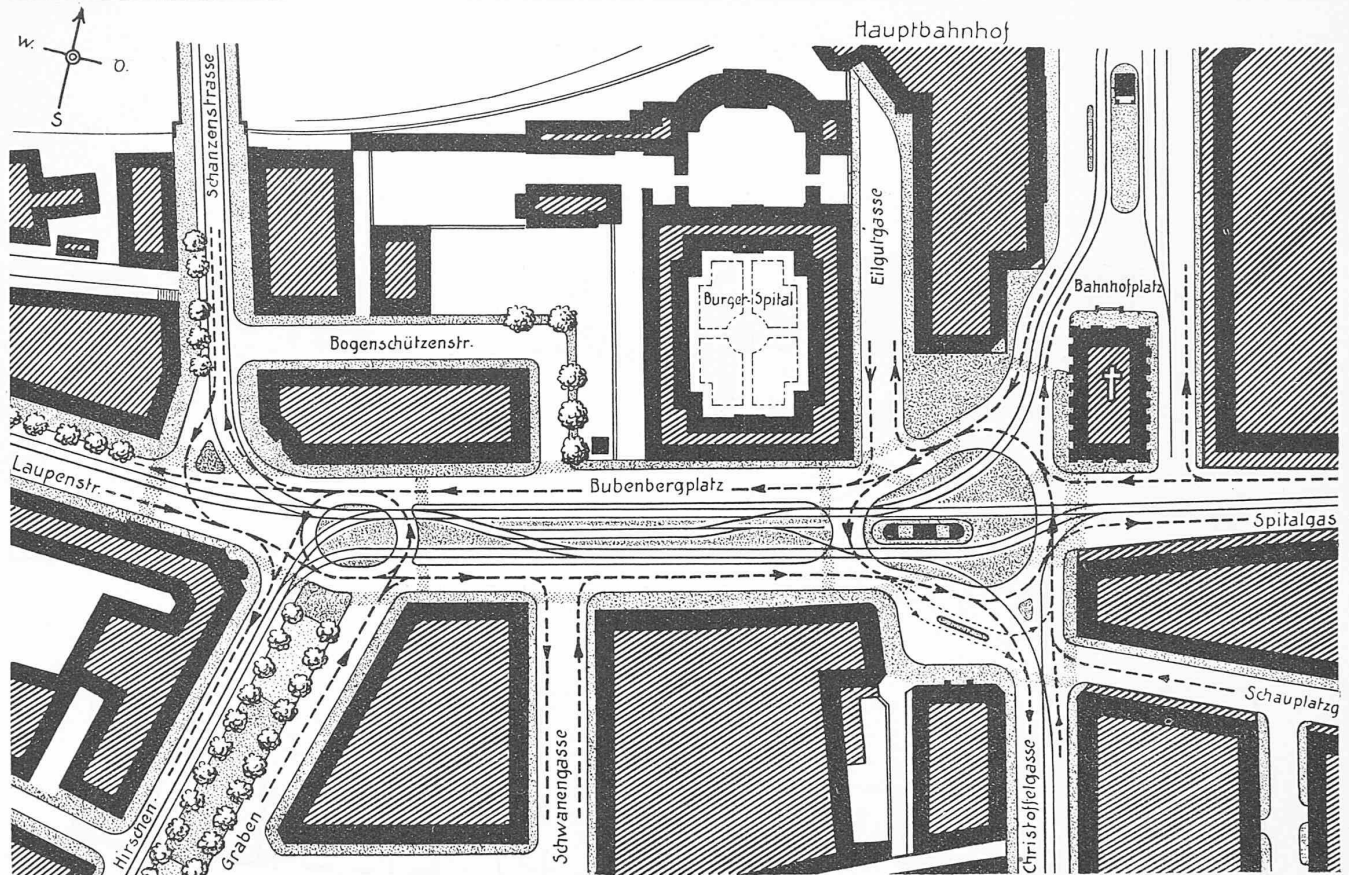 Hauptbahnhof
W.
O.
S
Schanzenstrasse
Eilgutgasse
Bahnhofplatz
Burger-Spital
Bogenschützenstr.
Laupenstr.
Bubenbergplatz
Spitalgas
Schauplatzg
Hirschen-
Graben
Schwanengasse
Christoffelgasse